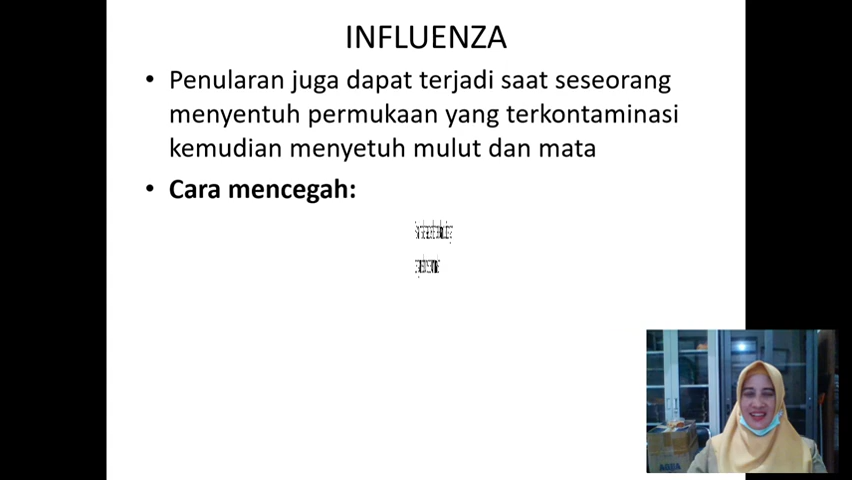 INFLUENZA
• Penularan juga dapat terjadi saat seseorang
menyentuh permukaan yang terkontaminasi
kemudian menyetuh mulut dan mata
• Cara mencegah: